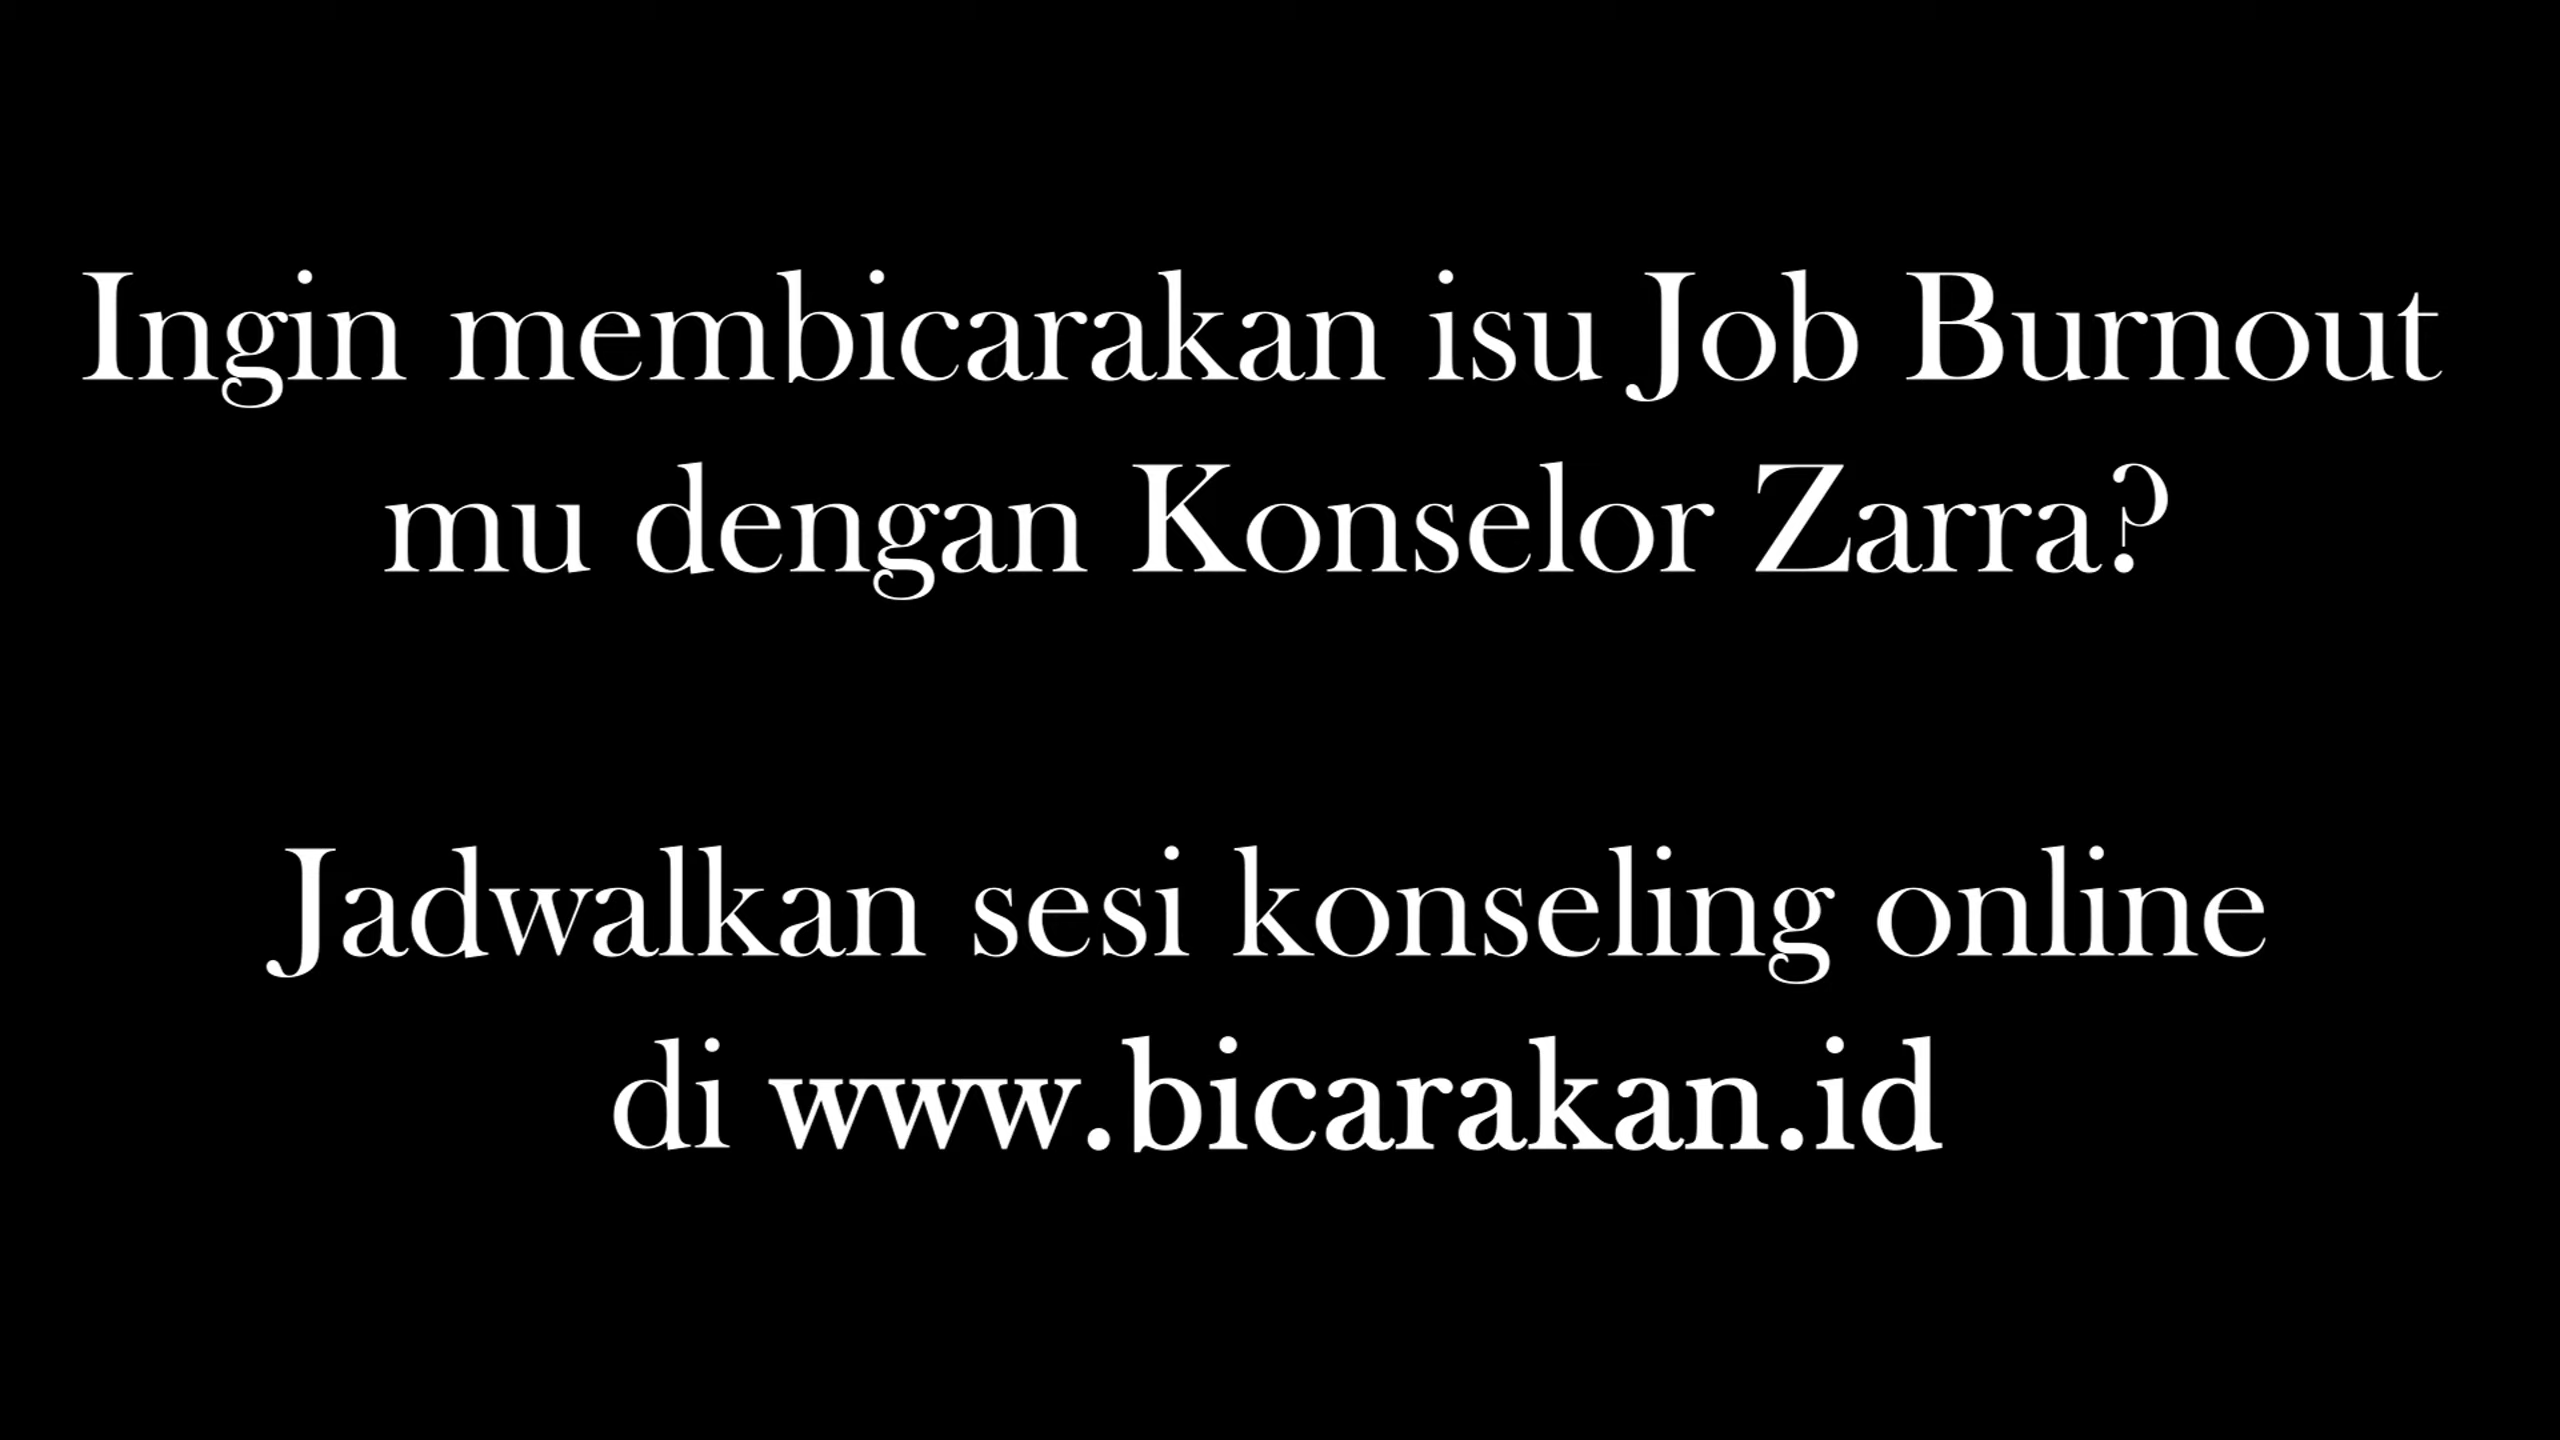 Ingin membicarakan isu Job Burnout
mu dengan Konselor Zarra?
Jadwalkan sesi konseling online
di www.bicarakan.id